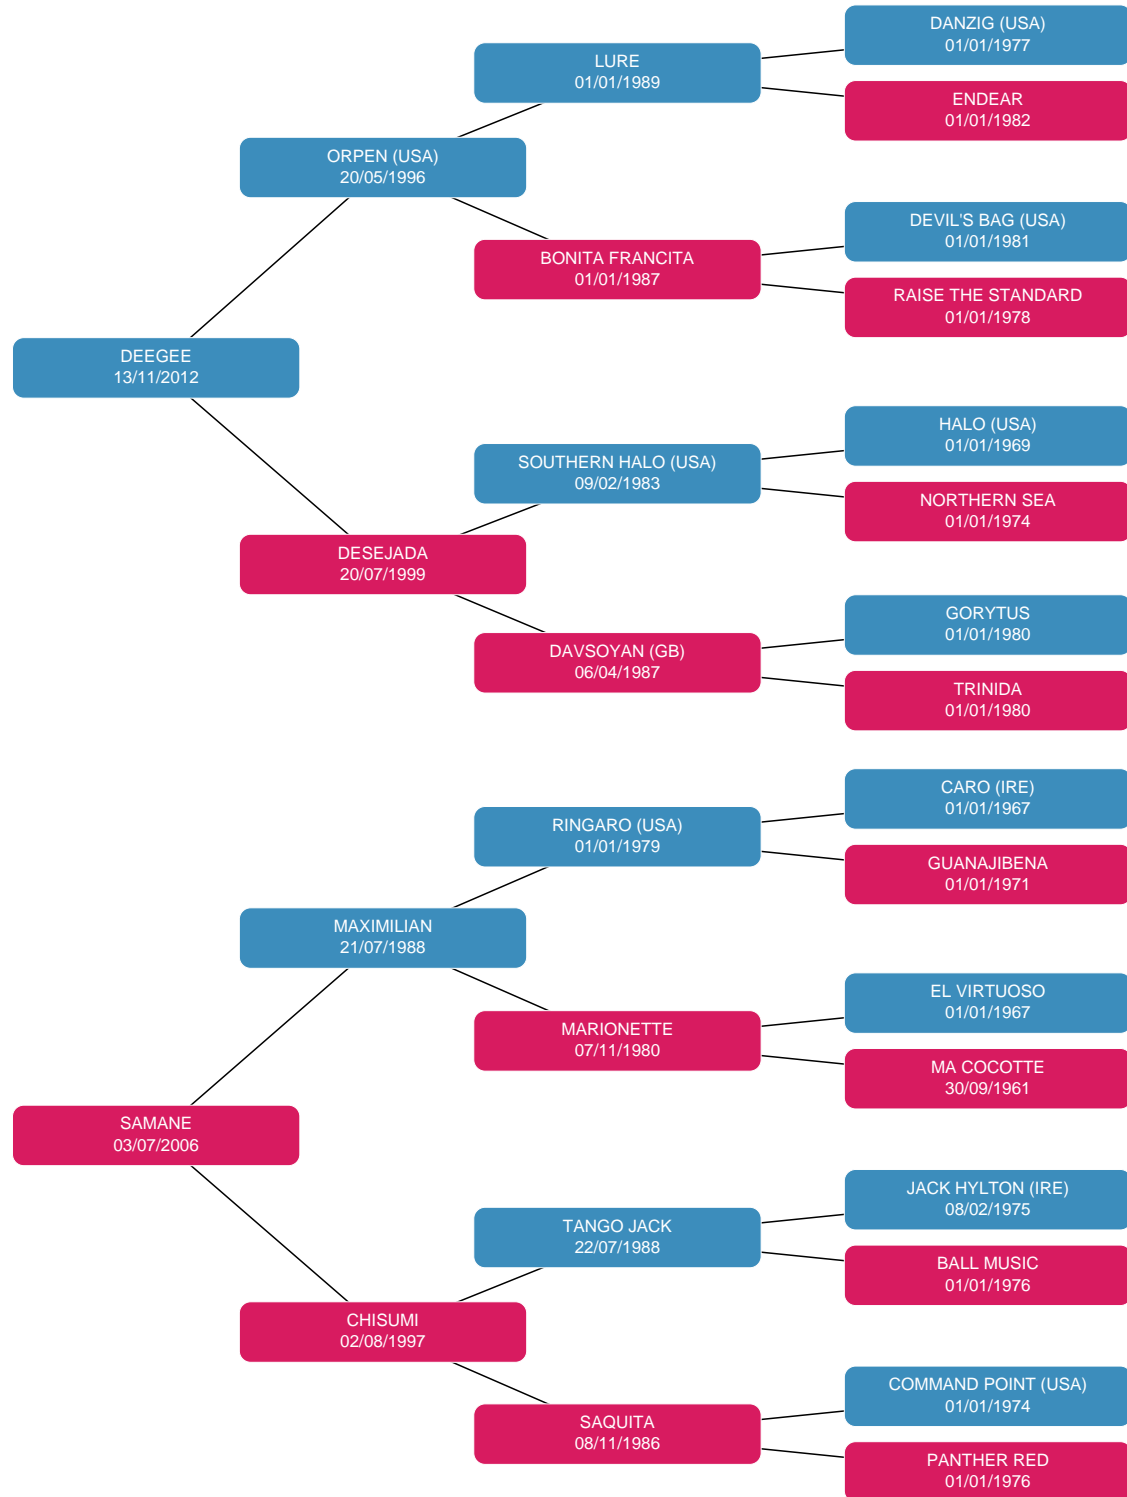 DANZIG (USA)
01/01/1977
LURE
01/01/1989
ENDEAR
01/01/1982
ORPEN (USA)
20/05/1996
DEVIL'S BAG (USA)
01/01/1981
BONITA FRANCITA
01/01/1987
RAISE THE STANDARD
01/01/1978
DEEGEE
13/11/2012
HALO (USA)
01/01/1969
SOUTHERN HALO (USA)
09/02/1983
NORTHERN SEA
01/01/1974
DESEJADA
20/07/1999
GORYTUS
01/01/1980
DAVSOYAN (GB)
06/04/1987
TRINIDA
01/01/1980
CARO (IRE)
01/01/1967
RINGARO (USA)
01/01/1979
GUANAJIBENA
01/01/1971
MAXIMILIAN
21/07/1988
EL VIRTUOSO
01/01/1967
MARIONETTE
07/11/1980
MA COCOTTE
30/09/1961
SAMANE
03/07/2006
JACK HYLTON (IRE)
08/02/1975
TANGO JACK
22/07/1988
BALL MUSIC
01/01/1976
CHISUMI
02/08/1997
COMMAND POINT (USA)
01/01/1974
SAQUITA
08/11/1986
PANTHER RED
01/01/1976